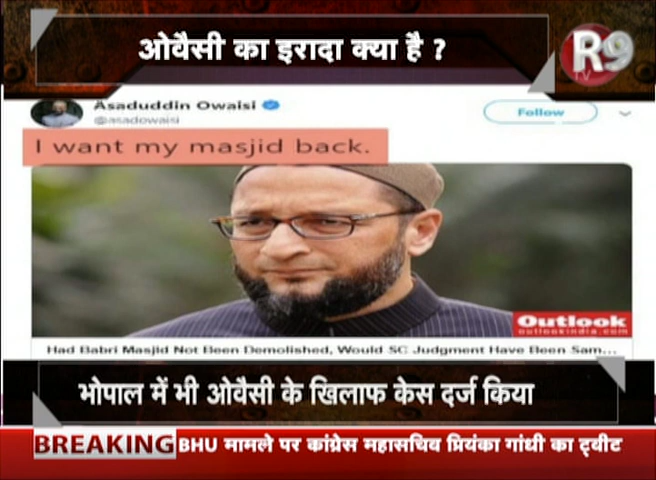 ओवैसी का इरादा क्या है ?
R9
TV
Asaduddin Owaisi
@asadowaisi
Follow
I want my masjid back.
Outlook
outlookindia.com
Had Babri Masjid Not Been Demolished, Would SC Judgment Have Been Sam...
भोपाल में भी ओवैसी के खिलाफ केस दर्ज किया
BREAKING BHU मामले पर कांग्रेस महासचिव प्रियंका गांधी का ट्वीट